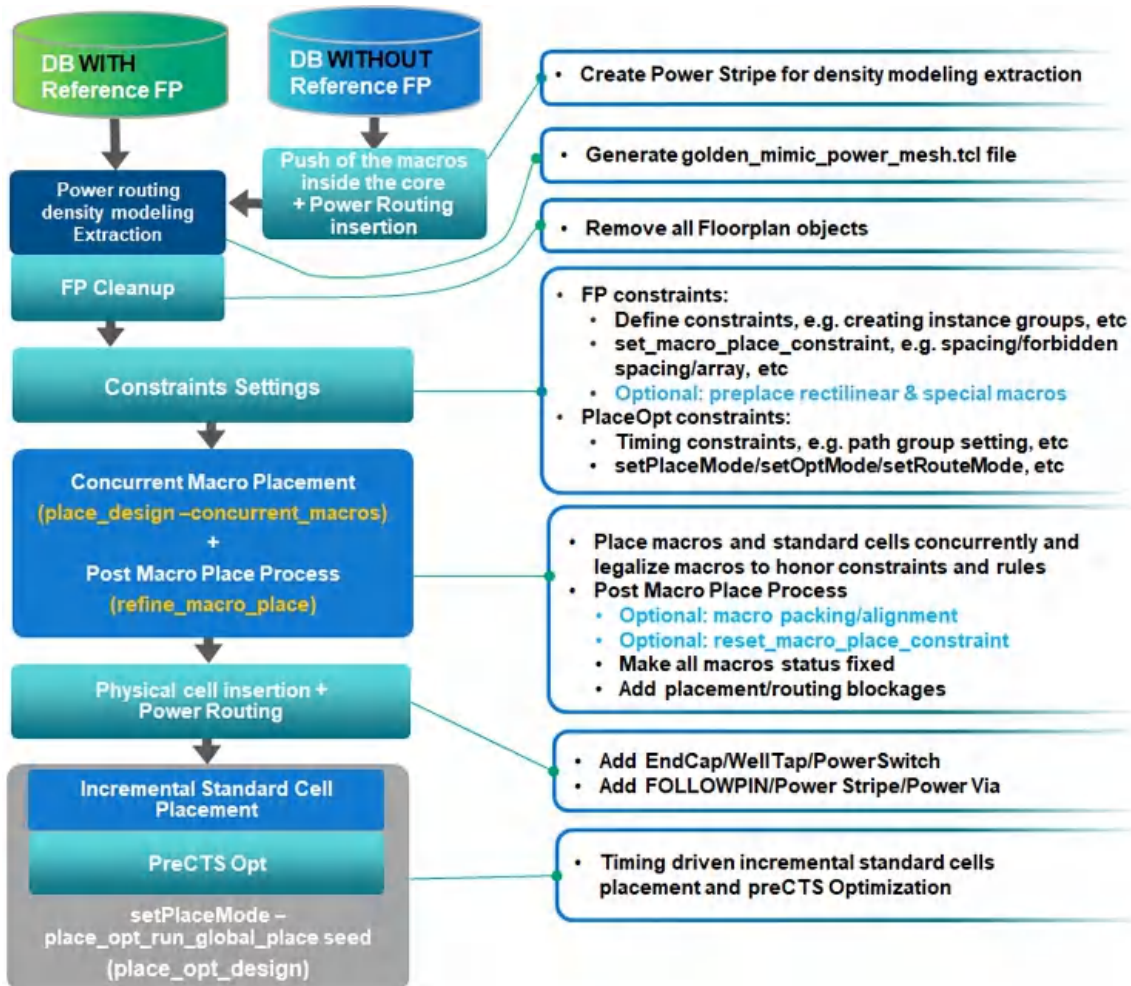 DB WITH
Reference FP
DB WITHOUT
Reference FP
Push of the macros
inside the core
+ Power Routing
insertion
Power routing
density modeling
Extraction
FP Cleanup
Constraints Settings
Concurrent Macro Placement
(place_design –concurrent_macros)
+
Post Macro Place Process
(refine_macro_place)
Physical cell insertion +
Power Routing
Incremental Standard Cell
Placement
PreCTS Opt
setPlaceMode –
place_opt_run_global_place seed
(place_opt_design)
• Create Power Stripe for density modeling extraction
• Generate golden_mimic_power_mesh.tcl file
• Remove all Floorplan objects
• FP constraints:
• Define constraints, e.g. creating instance groups, etc
• set_macro_place_constraint, e.g. spacing/forbidden
spacing/array, etc
• Optional: preplace rectilinear & special macros
• PlaceOpt constraints:
• Timing constraints, e.g. path group setting, etc
• setPlaceMode/setOptMode/setRouteMode, etc
• Place macros and standard cells concurrently and
legalize macros to honor constraints and rules
• Post Macro Place Process
• Optional: macro packing/alignment
• Optional: reset_macro_place_constraint
• Make all macros status fixed
• Add placement/routing blockages
• Add EndCap/WellTap/PowerSwitch
• Add FOLLOWPIN/Power Stripe/Power Via
• Timing driven incremental standard cells
placement and preCTS Optimization